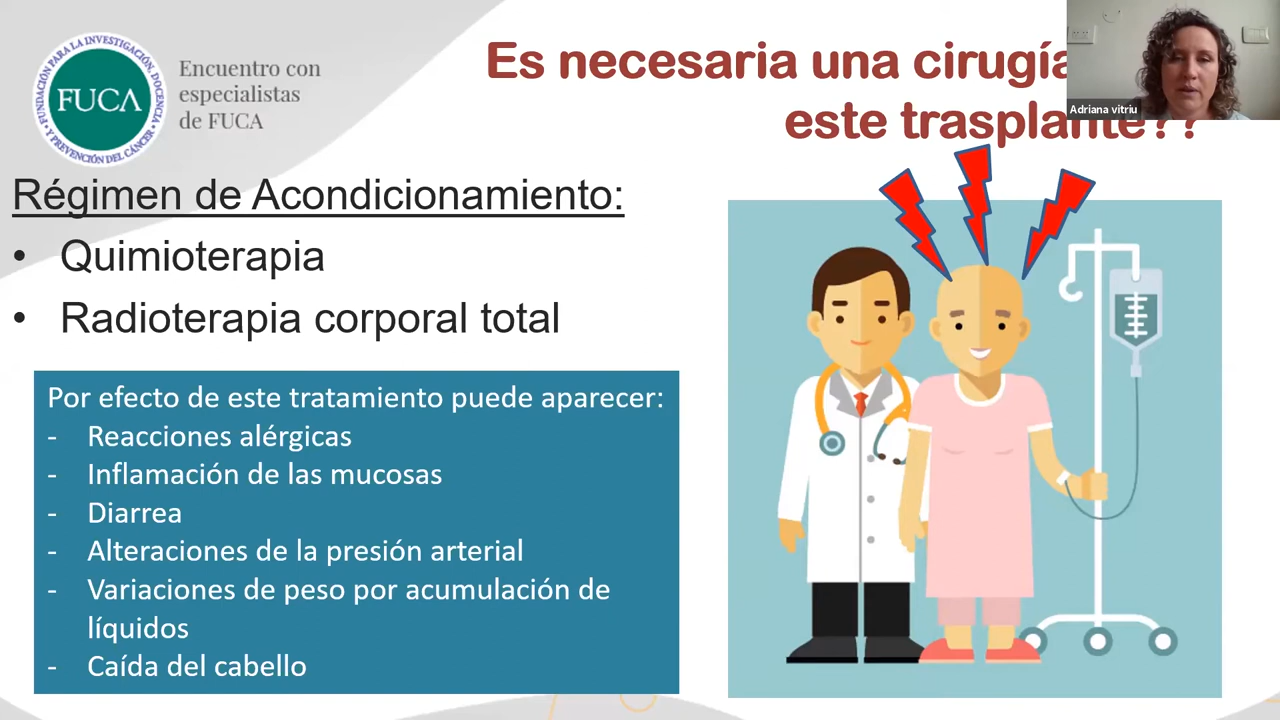 FUNDACIÓN PARA LA INVESTIGACIÓN, DOCENCIA
Y PREVENCIÓN DEL CÁNCER
FUCA
Encuentro con
especialistas
de FUCA
Es necesaria una cirugía
este trasplante??
Adriana vitriu
Régimen de Acondicionamiento:
• Quimioterapia
• Radioterapia corporal total
Por efecto de este tratamiento puede aparecer:
- Reacciones alérgicas
- Inflamación de las mucosas
- Diarrea
- Alteraciones de la presión arterial
- Variaciones de peso por acumulación de
líquidos
- Caída del cabello